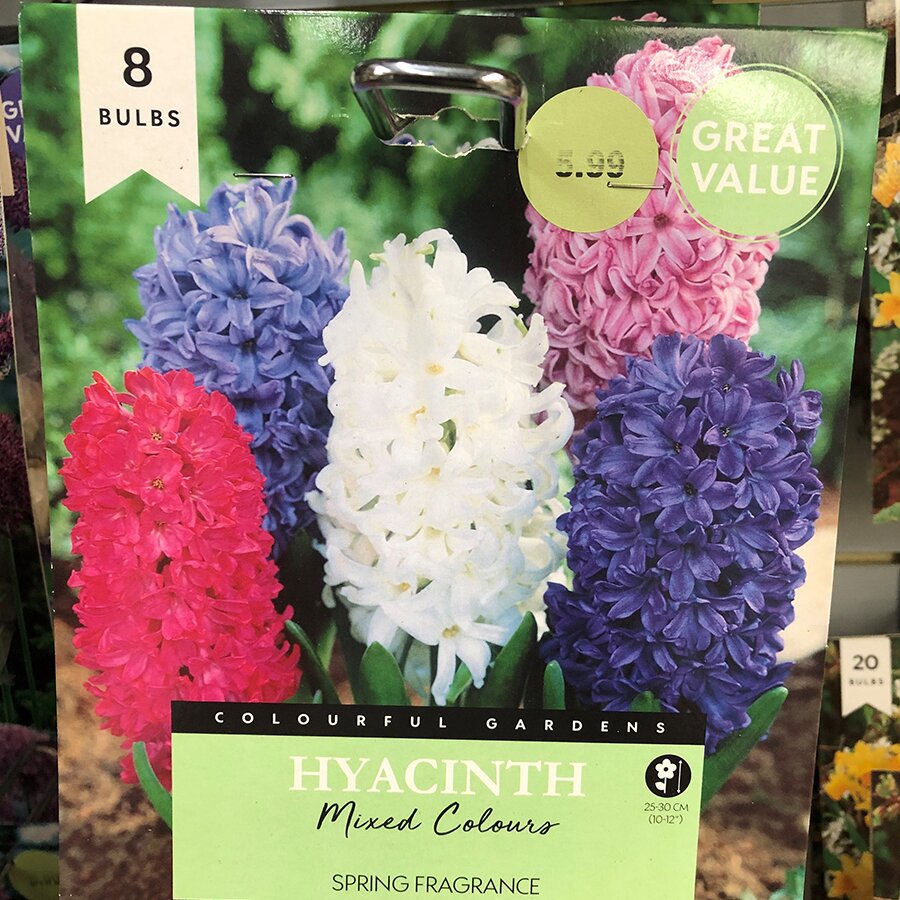 8
BULBS
5.99
GREAT
VALUE
COLOURFUL GARDENS
HYACINTH
Mixed Colours
25-30 CM
(10-12")
SPRING FRAGRANCE
20
BULBS